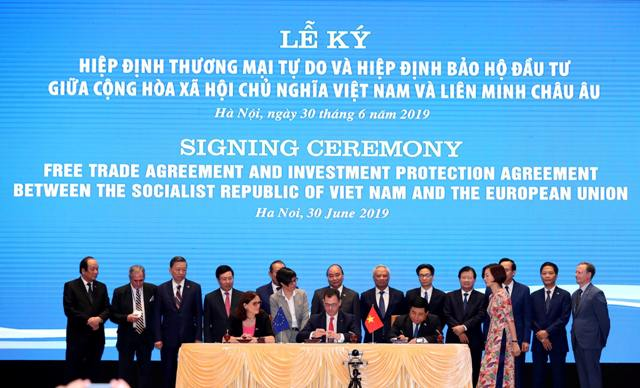 LỄ KÝ
HIỆP ĐỊNH THƯƠNG MẠI TỰ DO VÀ HIỆP ĐỊNH BẢO HỘ ĐẦU TƯ
GIỮA CỘNG HÒA XÃ HỘI CHỦ NGHĨA VIỆT NAM VÀ LIÊN MINH CHÂU ÂU
Hà Nội, ngày 30 tháng 6 năm 2019
SIGNING CEREMONY
FREE TRADE AGREEMENT AND INVESTMENT PROTECTION AGREEMENT
BETWEEN THE SOCIALIST REPUBLIC OF VIET NAM AND THE EUROPEAN UNION
Ha Noi, 30 June 2019